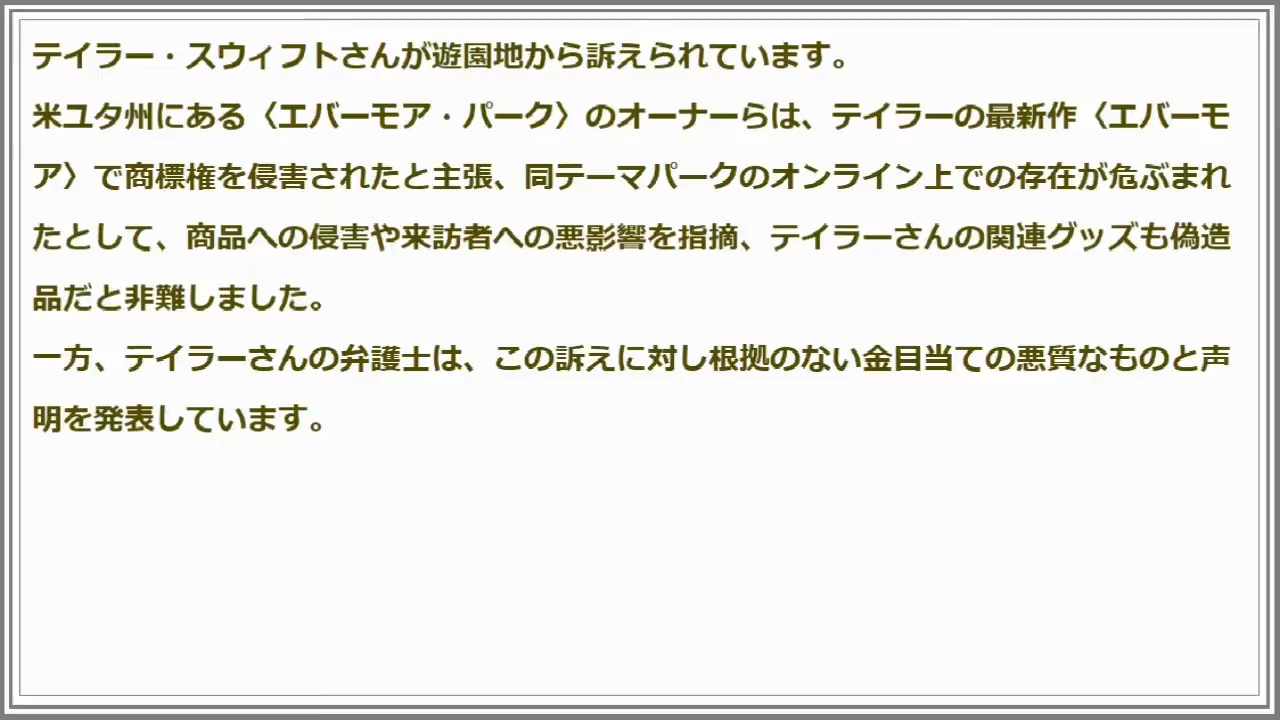 テイラー・スウィフトさんが遊園地から訴えられています。
米ユタ州にある〈エバーモア・パーク〉のオーナーらは、テイラーの最新作〈エバーモ
ア〉で商標権を侵害されたと主張、同テーマパークのオンライン上での存在が危ぶまれ
たとして、商品への侵害や来訪者への悪影響を指摘、テイラーさんの関連グッズも偽造
品だと非難しました。
一方、テイラーさんの弁護士は、この訴えに対し根拠のない金目当ての悪質なものと声
明を発表しています。